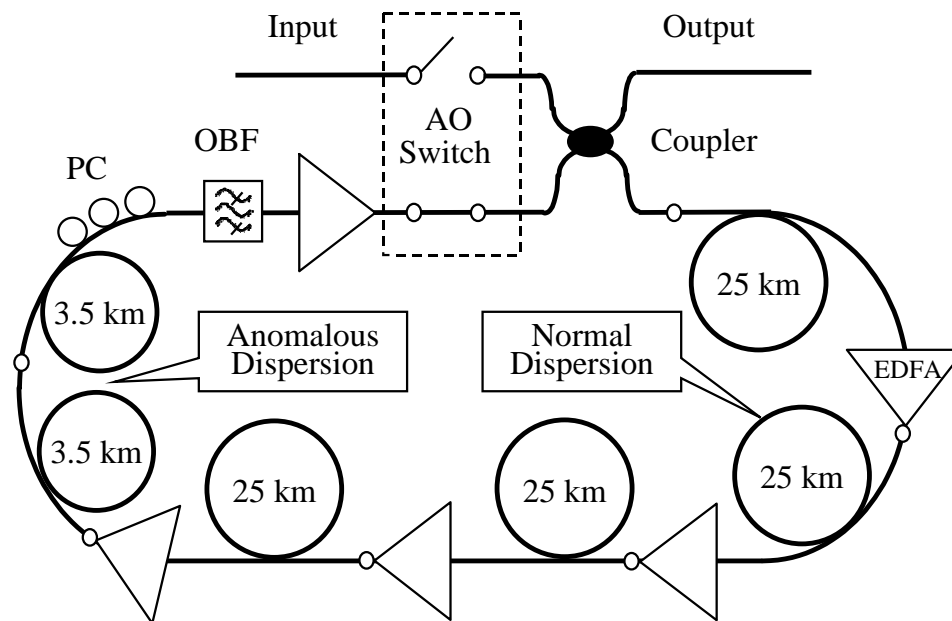 Input
Output
AO
Switch
OBF
Coupler
PC
25 km
3.5 km
Anomalous
Dispersion
Normal
Dispersion
EDFA
3.5 km
25 km
25 km
25 km